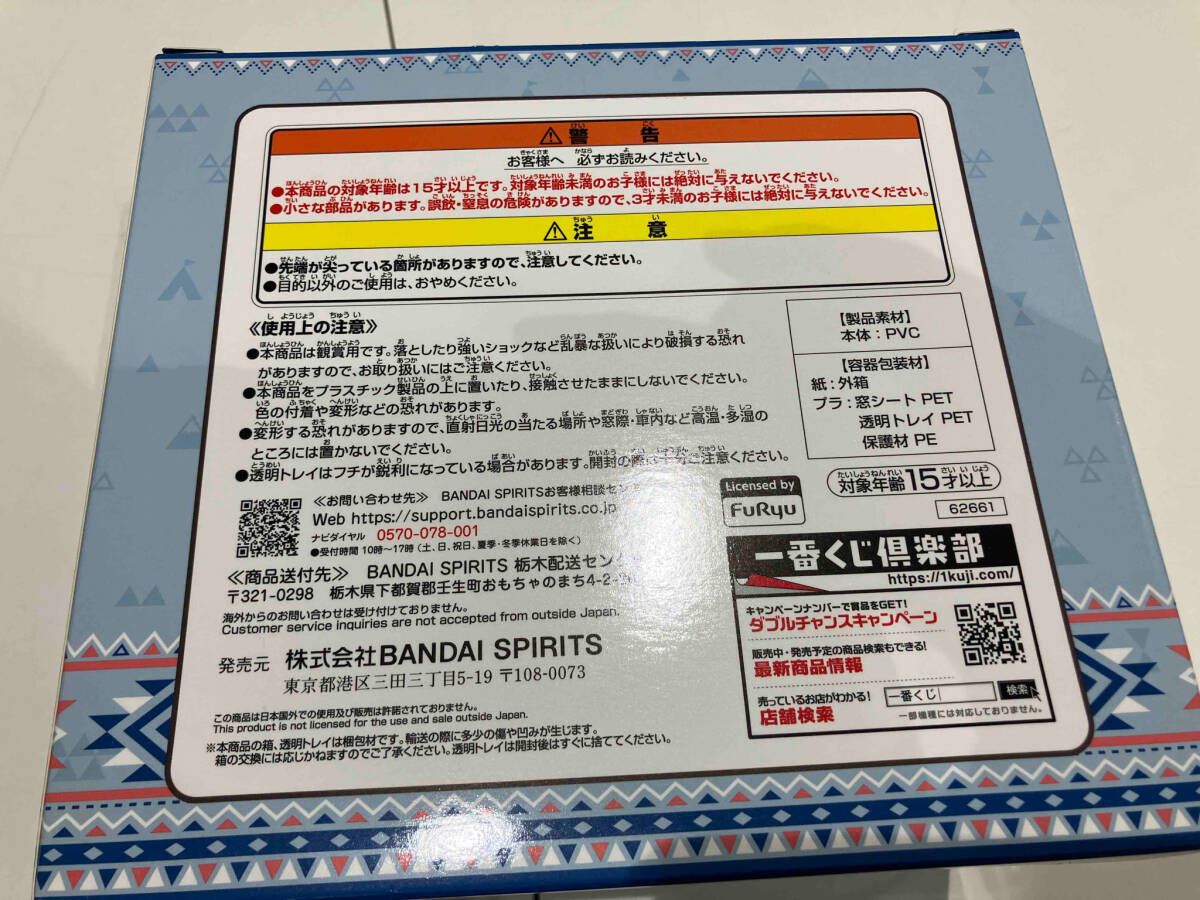 ⚠警告
お客様へ 必ずお読みください。
●本商品の対象年齢は15才以上です。対象年齢未満のお子様には絶対に与えないでください。
●小さな部品があります。誤飲・窒息の危険がありますので、3才未満のお子様には絶対に与えないでください。
⚠注意
●先端が尖っている箇所がありますので、注意してください。
●目的以外のご使用は、おやめください。
《使用上の注意》
●本商品は観賞用です。落としたり強いショックなど乱暴な扱いにより破損する恐れ
がありますので、お取り扱いにはご注意ください。
●本商品をプラスチック製品の上に置いたり、接触させたままにしないでください。
色の付着や変形などの恐れがあります。
●変形する恐れがありますので、直射日光の当たる場所や窓際・車内など高温・多湿の
ところには置かないでください。
●透明トレイはフチが鋭利になっている場合があります。開封の際は
ご注意ください。
【製品素材】
本体:PVC
【容器包装材】
紙:外箱
プラ:窓シート PET
透明トレイ PET
保護材 PE
対象年齢15才以上
62661
≪お問い合わせ先≫ BANDAI SPIRITSお客様相談セン
Web https://support.bandaispirits.co.jp
ナビダイヤル 0570-078-001
●受付時間 10時~17時(土、日、祝日、夏季・冬季休業日を除く)
≪商品送付先≫ BANDAI SPIRITS 栃木配送セン
〒321-0298 栃木県下都賀郡壬生町おもちゃのまち4-2-
海外からのお問い合わせは受け付けておりません。
Customer service inquiries are not accepted from outside Japan.
発売元 株式会社BANDAI SPIRITS
東京都港区三田三丁目5-19 〒108-0073
この商品は日本国外での使用及び販売は許諾されておりません。
This product is not licensed for the use and sale outside Japan.
※本商品の箱、透明トレイは梱包材です。輸送の際に多少の傷や凹みが生じます。
箱の交換には応じかねますのでご了承ください。透明トレイは開封後はすぐに捨ててください。
Licensed by
FuRyu
一番くじ倶楽部
https://1kuji.com/
キャンペーンナンバーで賞品をGET!
ダブルチャンスキャンペーン
販売中・発売予定の商品検索もできる!
最新商品情報
売っているお店がわかる!
店舗検索
一番くじ 検索
一部機種には対応しておりません。